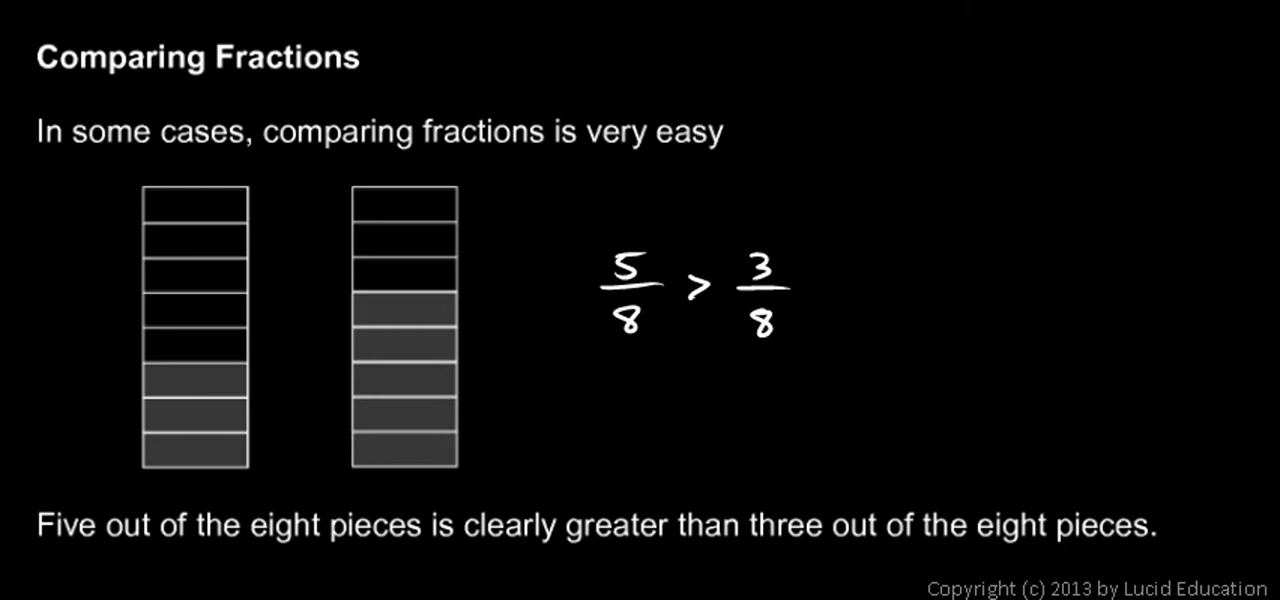 Comparing Fractions
In some cases, comparing fractions is very easy
5/8 > 3/8
Five out of the eight pieces is clearly greater than three out of the eight pieces.
Copyright (c) 2013 by Lucid Education